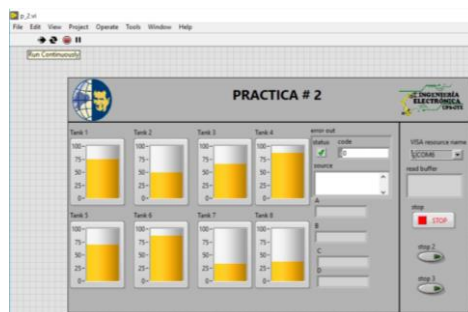 p_2.vi
File Edit View Project Operate Tools Window Help
Run Continuously
PRACTICA # 2
INGENIERÍA
ELECTRÓNICA
Tank 1
Tank 2
Tank 3
Tank 4
100-
75-
50-
25-
0-
100-
75-
50-
25-
0-
100-
75-
50-
25-
0-
100-
75-
50-
25-
0-
error out
status code
0
source
A
B
C
D
Tank 5
Tank 6
Tank 7
Tank 8
100-
75-
50-
25-
0-
100-
75-
50-
25-
0-
100-
75-
50-
25-
0-
100-
75-
50-
25-
0-
VISA resource name
COM6
read buffer
stop
STOP
stop 2
stop 3